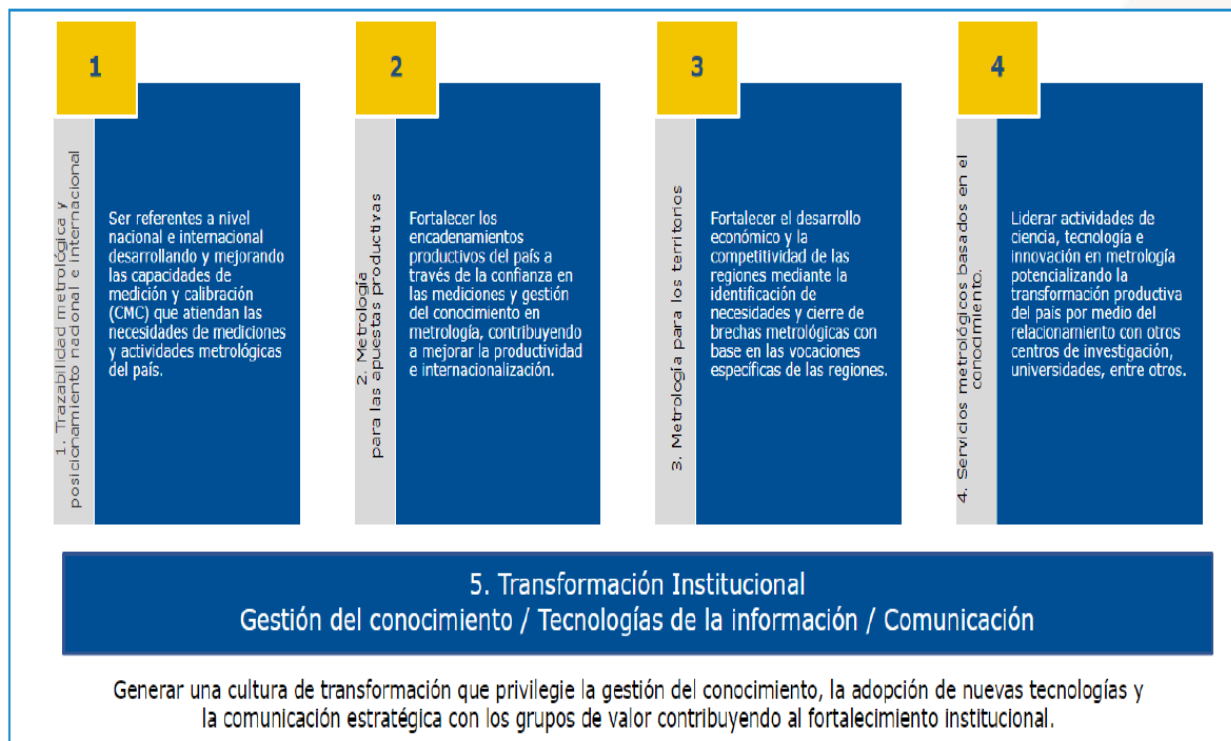 1
1. Trazabilidad metrológica y
posicionamiento nacional e internacional
Ser referentes a nivel
nacional e internacional
desarrollando y mejorando
las capacidades de
medición y calibración
(CMC) que atiendan las
necesidades de mediciones
y actividades metrológicas
del país.
2
2. Metrología
para las apuestas productivas
Fortalecer los
encadenamientos
productivos del país a
través de la confianza en
las mediciones y gestión
del conocimiento en
metrología, contribuyendo
a mejorar la productividad
e internacionalización.
3
3. Metrología para los territorios
Fortalecer el desarrollo
económico y la
competitividad de las
regiones mediante la
identificación de
necesidades y cierre de
brechas metrológicas con
base en las vocaciones
específicas de las regiones.
4
4. Servicios metrológicos basados en el
conocimiento.
Liderar actividades de
ciencia, tecnología e
innovación en metrología
potencializando la
transformación productiva
del país por medio del
relacionamiento con otros
centros de investigación,
universidades, entre otros.
5. Transformación Institucional
Gestión del conocimiento / Tecnologías de la información / Comunicación
Generar una cultura de transformación que privilegie la gestión del conocimiento, la adopción de nuevas tecnologías y
la comunicación estratégica con los grupos de valor contribuyendo al fortalecimiento institucional.